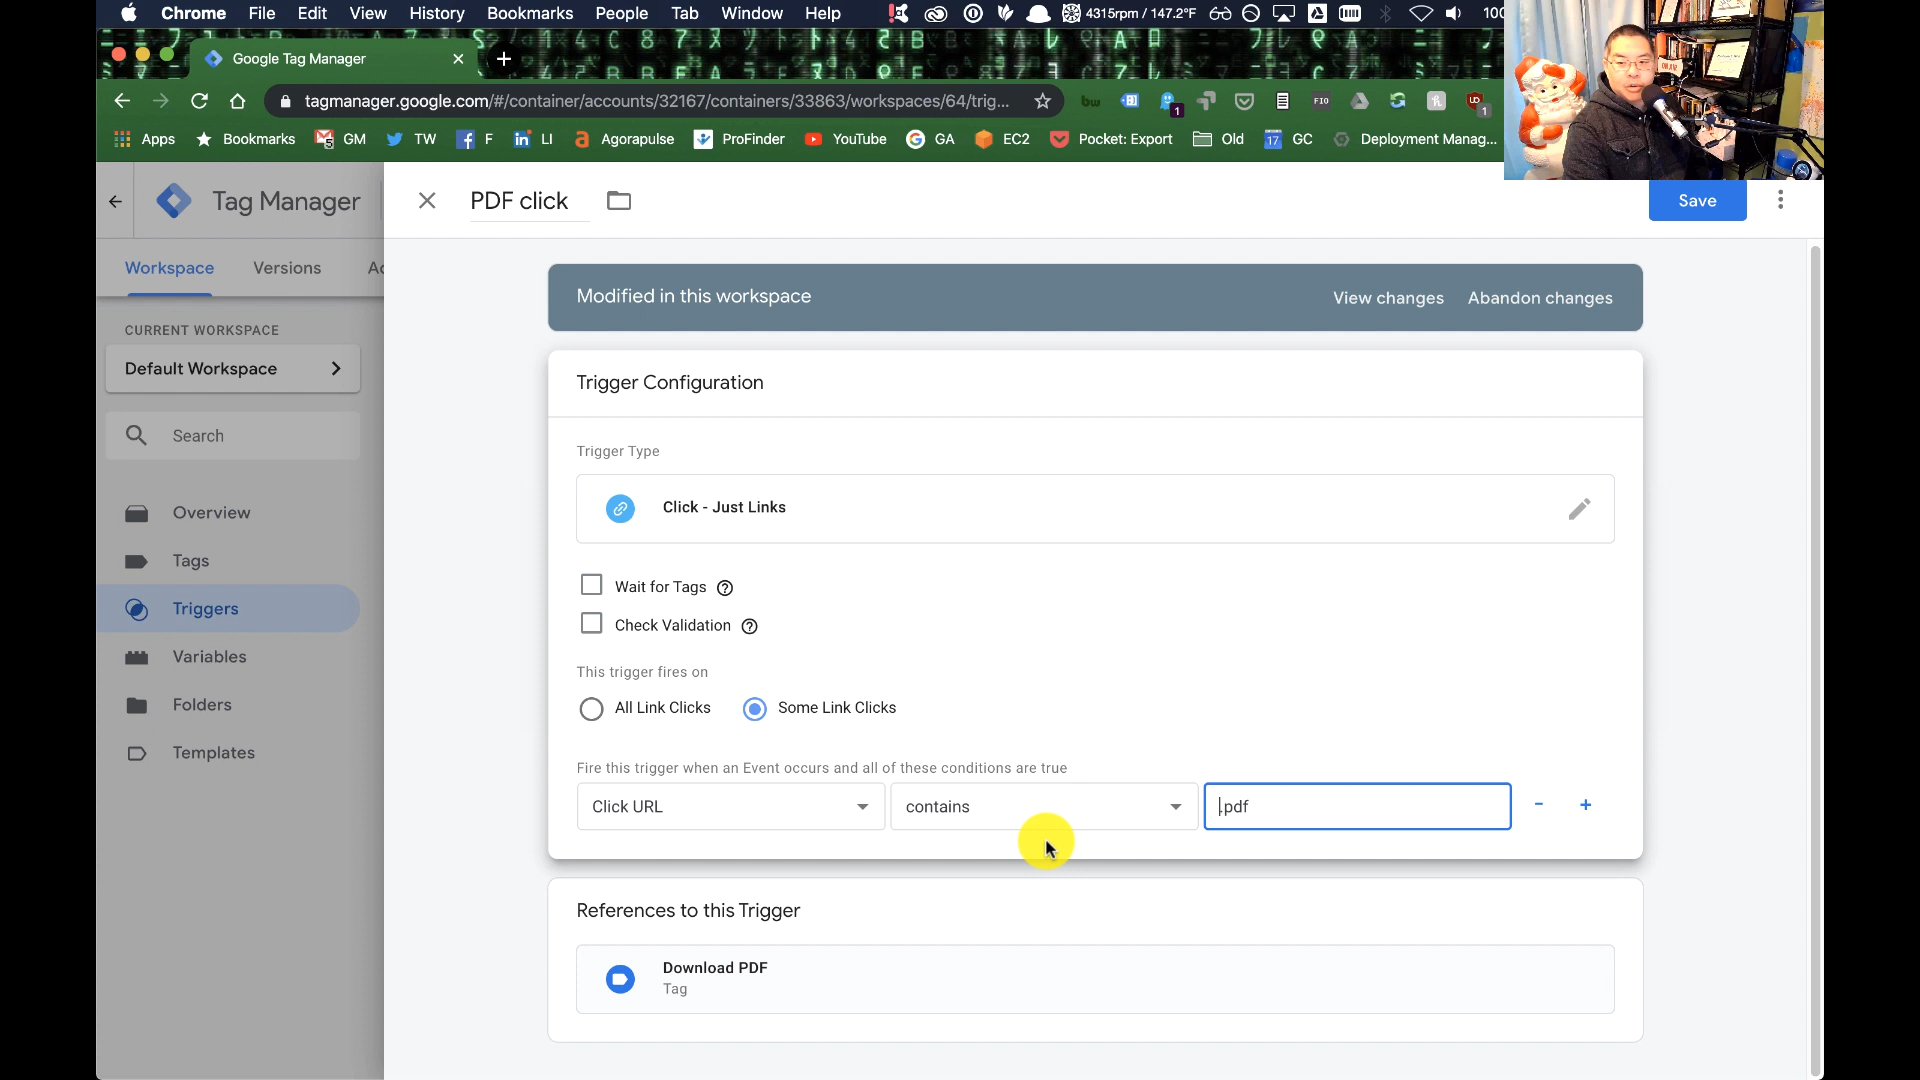 Chrome File Edit View History Bookmarks People Tab Window Help 4315rpm / 147.2°F 100
Google Tag Manager
tagmanager.google.com/#/container/accounts/32167/containers/33863/workspaces/64/trig...
Apps Bookmarks GM TW F LI Agorapulse ProFinder YouTube GA EC2 Pocket: Export Old GC Deployment Manag...
Tag Manager
PDF click
Save
Workspace Versions Ad
Modified in this workspace
View changes Abandon changes
CURRENT WORKSPACE
Default Workspace
Search
Overview
Tags
Triggers
Variables
Folders
Templates
Trigger Configuration
Trigger Type
Click - Just Links
Wait for Tags
Check Validation
This trigger fires on
All Link Clicks Some Link Clicks
Fire this trigger when an Event occurs and all of these conditions are true
Click URL contains .pdf
References to this Trigger
Download PDF
Tag